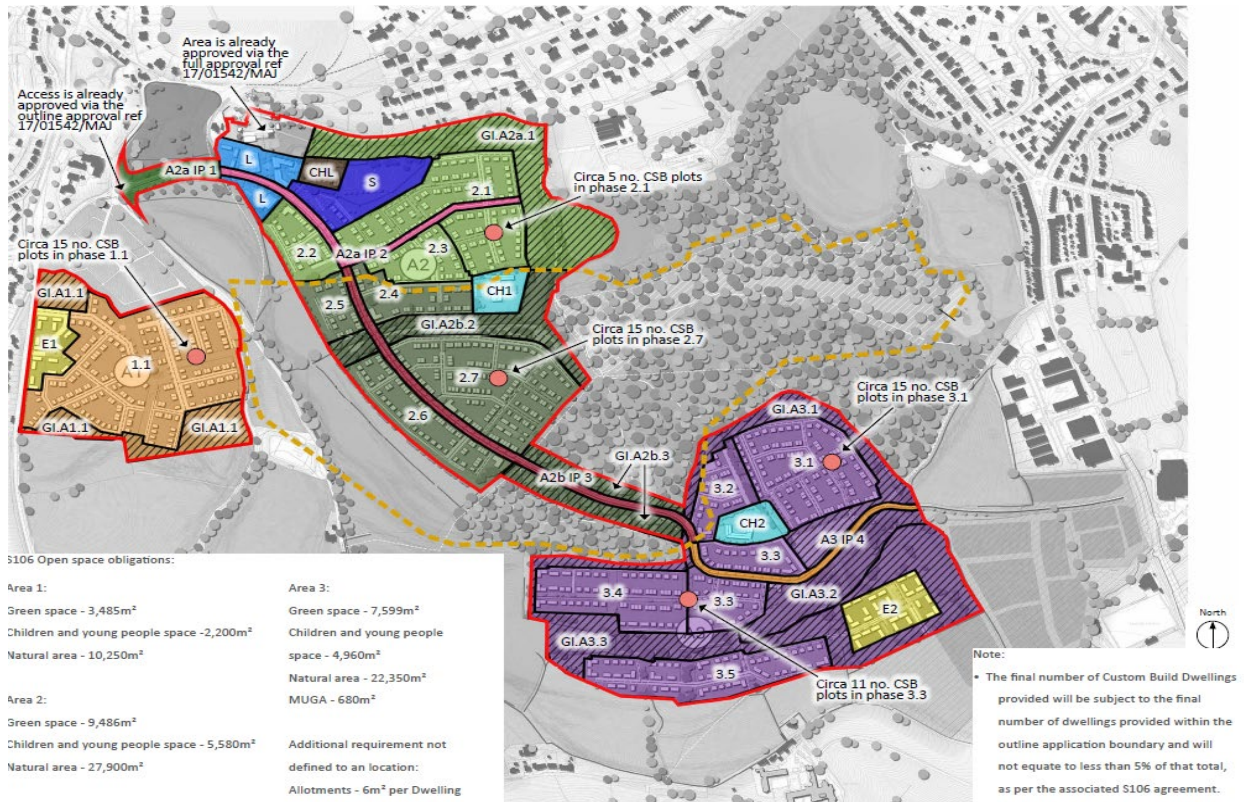 Area is already
approved via the
full approval ref
17/01542/MAJ
Access is already
approved via the
outline approval ref
17/01542/MAJ
GI.A2a.1
A2a IP 1
L
CHL
S
L
2.1
Circa 5 no. CSB plots
in phase 2.1
Circa 15 no. CSB
plots in phase 1.1
2.2
A2a IP 2
2.3
A2
GI.A1.1
2.5
2.4
CH1
E1
GI.A2b.2
Circa 15 no. CSB
plots in phase 2.7
1.1
2.7
Circa 15 no. CSB
plots in phase 3.1
2.6
GI.A1.1
GI.A1.1
GI.A3.1
GI.A2b.3
A2b IP 3
3.1
3.2
CH2
A3 IP 4
3.3
3.4
3.3
GI.A3.2
E2
GI.A3.3
3.5
Circa 11 no. CSB
plots in phase 3.3
North
S106 Open space obligations:
Area 1:
Green space - 3,485m²
Children and young people space -2,200m²
Natural area - 10,250m²
Area 2:
Green space - 9,486m²
Children and young people space - 5,580m²
Natural area - 27,900m²
Area 3:
Green space - 7,599m²
Children and young people
space - 4,960m²
Natural area - 22,350m²
MUGA - 680m²
Additional requirement not
defined to an location:
Allotments - 6m² per Dwelling
Note:
• The final number of Custom Build Dwellings
provided will be subject to the final
number of dwellings provided within the
outline application boundary and will
not equate to less than 5% of that total,
as per the associated S106 agreement.